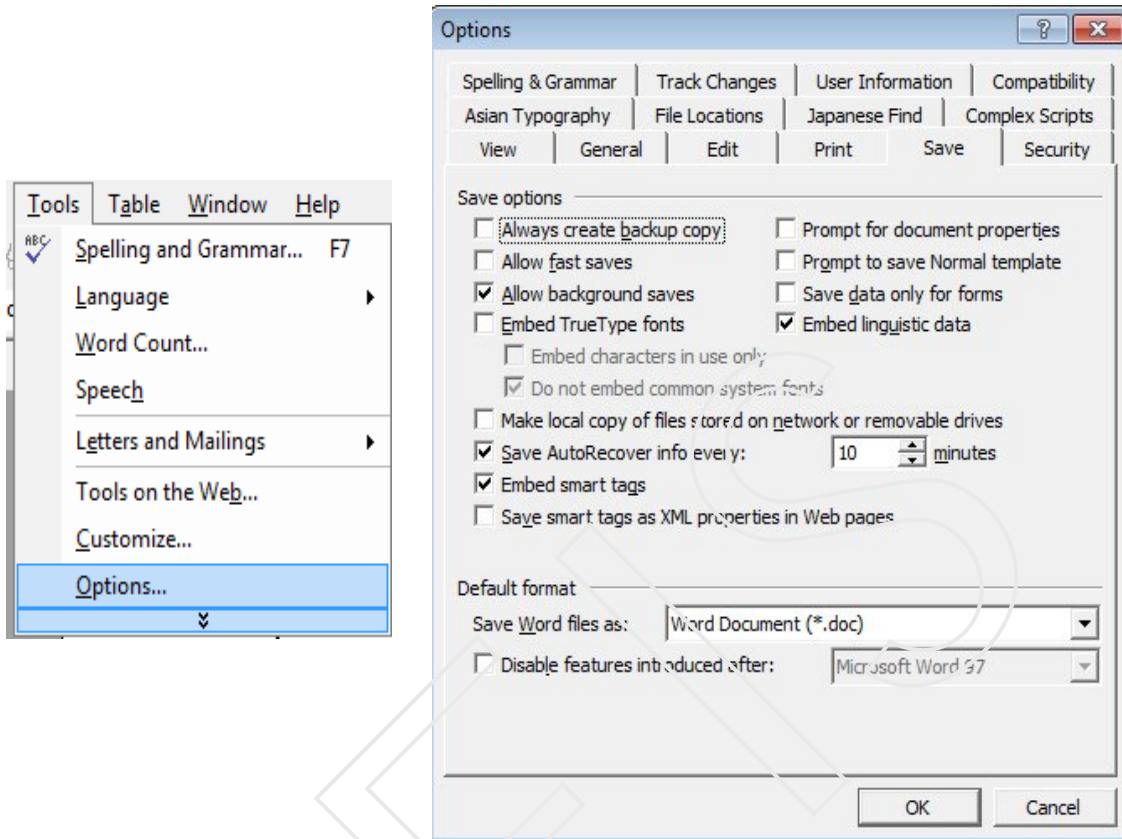 Tools Table Window Help
ABC
Spelling and Grammar... F7
Language
Word Count...
Speech
Letters and Mailings
Tools on the Web...
Customize...
Options...
Options
Spelling & Grammar Track Changes User Information Compatibility
Asian Typography File Locations Japanese Find Complex Scripts
View General Edit Print Save Security
Save options
Always create backup copy Prompt for document properties
Allow fast saves Prompt to save Normal template
Allow background saves Save data only for forms
Embed TrueType fonts Embed linguistic data
Embed characters in use only
Do not embed common system fonts
Make local copy of files stored on network or removable drives
Save AutoRecover info every: 10 minutes
Embed smart tags
Save smart tags as XML properties in Web pages
Default format
Save Word files as: Word Document (*.doc)
Disable features introduced after: Microsoft Word 97
OK Cancel